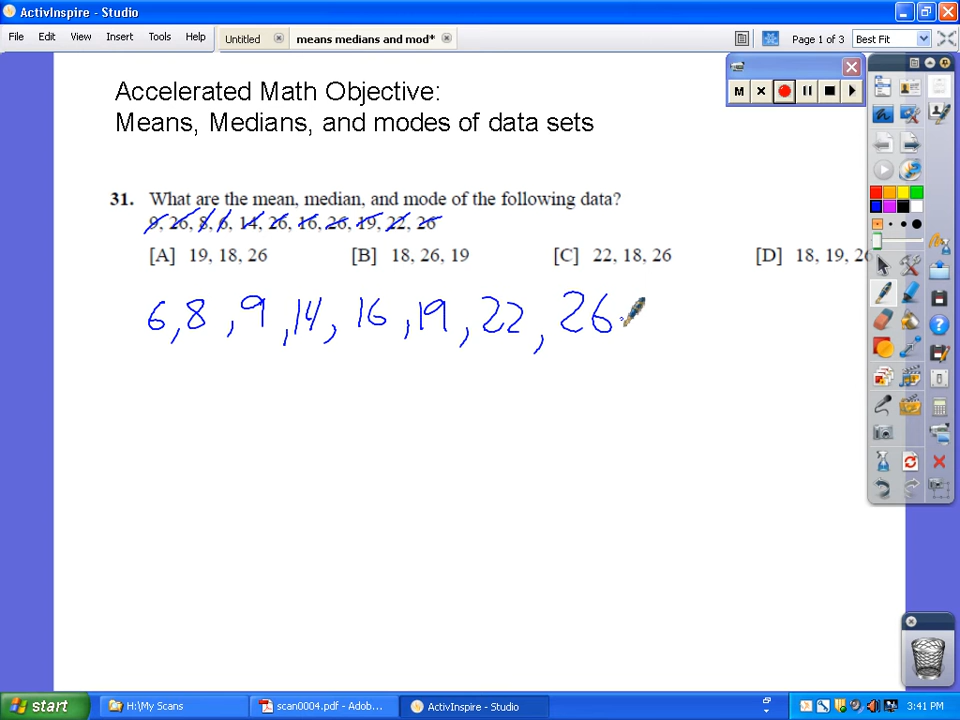 ActivInspire - Studio
File Edit View Insert Tools Help Untitled means medians and mod* Page 1 of 3 Best Fit
M
Accelerated Math Objective:
Means, Medians, and modes of data sets
31. What are the mean, median, and mode of the following data?
9, 26, 8, 6, 14, 26, 16, 26, 19, 22, 26
[A] 19, 18, 26 [B] 18, 26, 19 [C] 22, 18, 26 [D] 18, 19, 26
6, 8, 9, 14, 16, 19, 22, 26
start H:\My Scans scan0004.pdf - Adob... ActivInspire - Studio 3:41 PM